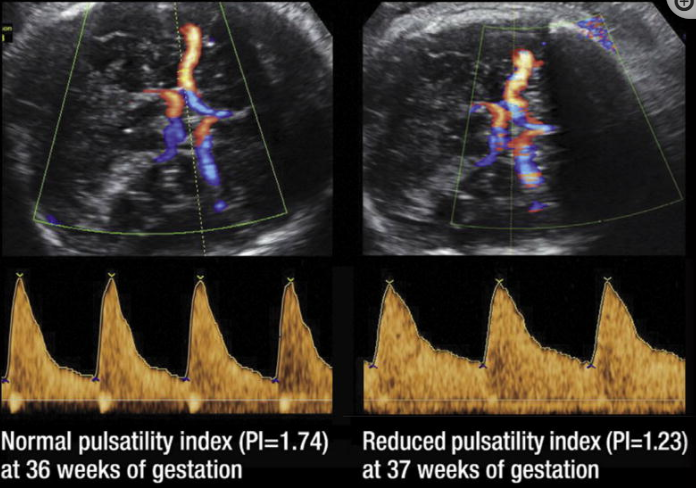 Normal pulsatility index (PI=1.74)
at 36 weeks of gestation
Reduced pulsatility index (PI=1.23)
at 37 weeks of gestation